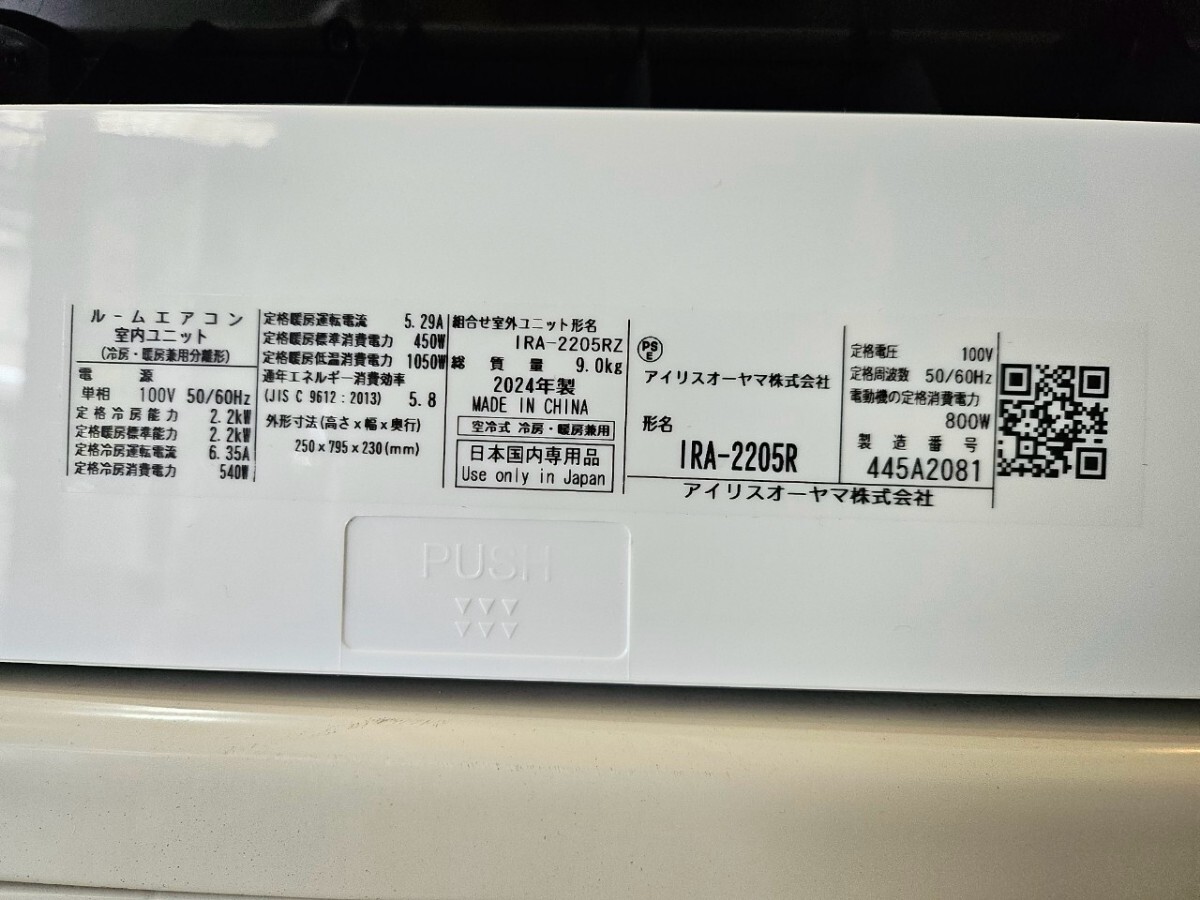 ルームエアコン
室内ユニット
(冷房・暖房兼用分離形)
電源
単相 100V 50/60Hz
定格冷房能力 2.2kW
定格暖房標準能力 2.2kW
定格冷房運転電流 6.35A
定格冷房消費電力 540W
定格暖房運転電流 5.29A
定格暖房標準消費電力 450W
定格暖房低温消費電力 1050W
通年エネルギー消費効率
(JIS C 9612:2013) 5.8
外形寸法(高さx幅x奥行)
250x795x230(mm)
組合せ室外ユニット形名
IRA-2205RZ
総質量 9.0kg
2024年製
MADE IN CHINA
空冷式 冷房・暖房兼用
日本国内専用品
Use only in Japan
PS
E
アイリスオーヤマ株式会社
形名
IRA-2205R
定格電圧 100V
定格周波数 50/60Hz
電動機の定格消費電力
800W
製造番号
445A2081
アイリスオーヤマ株式会社
PUSH